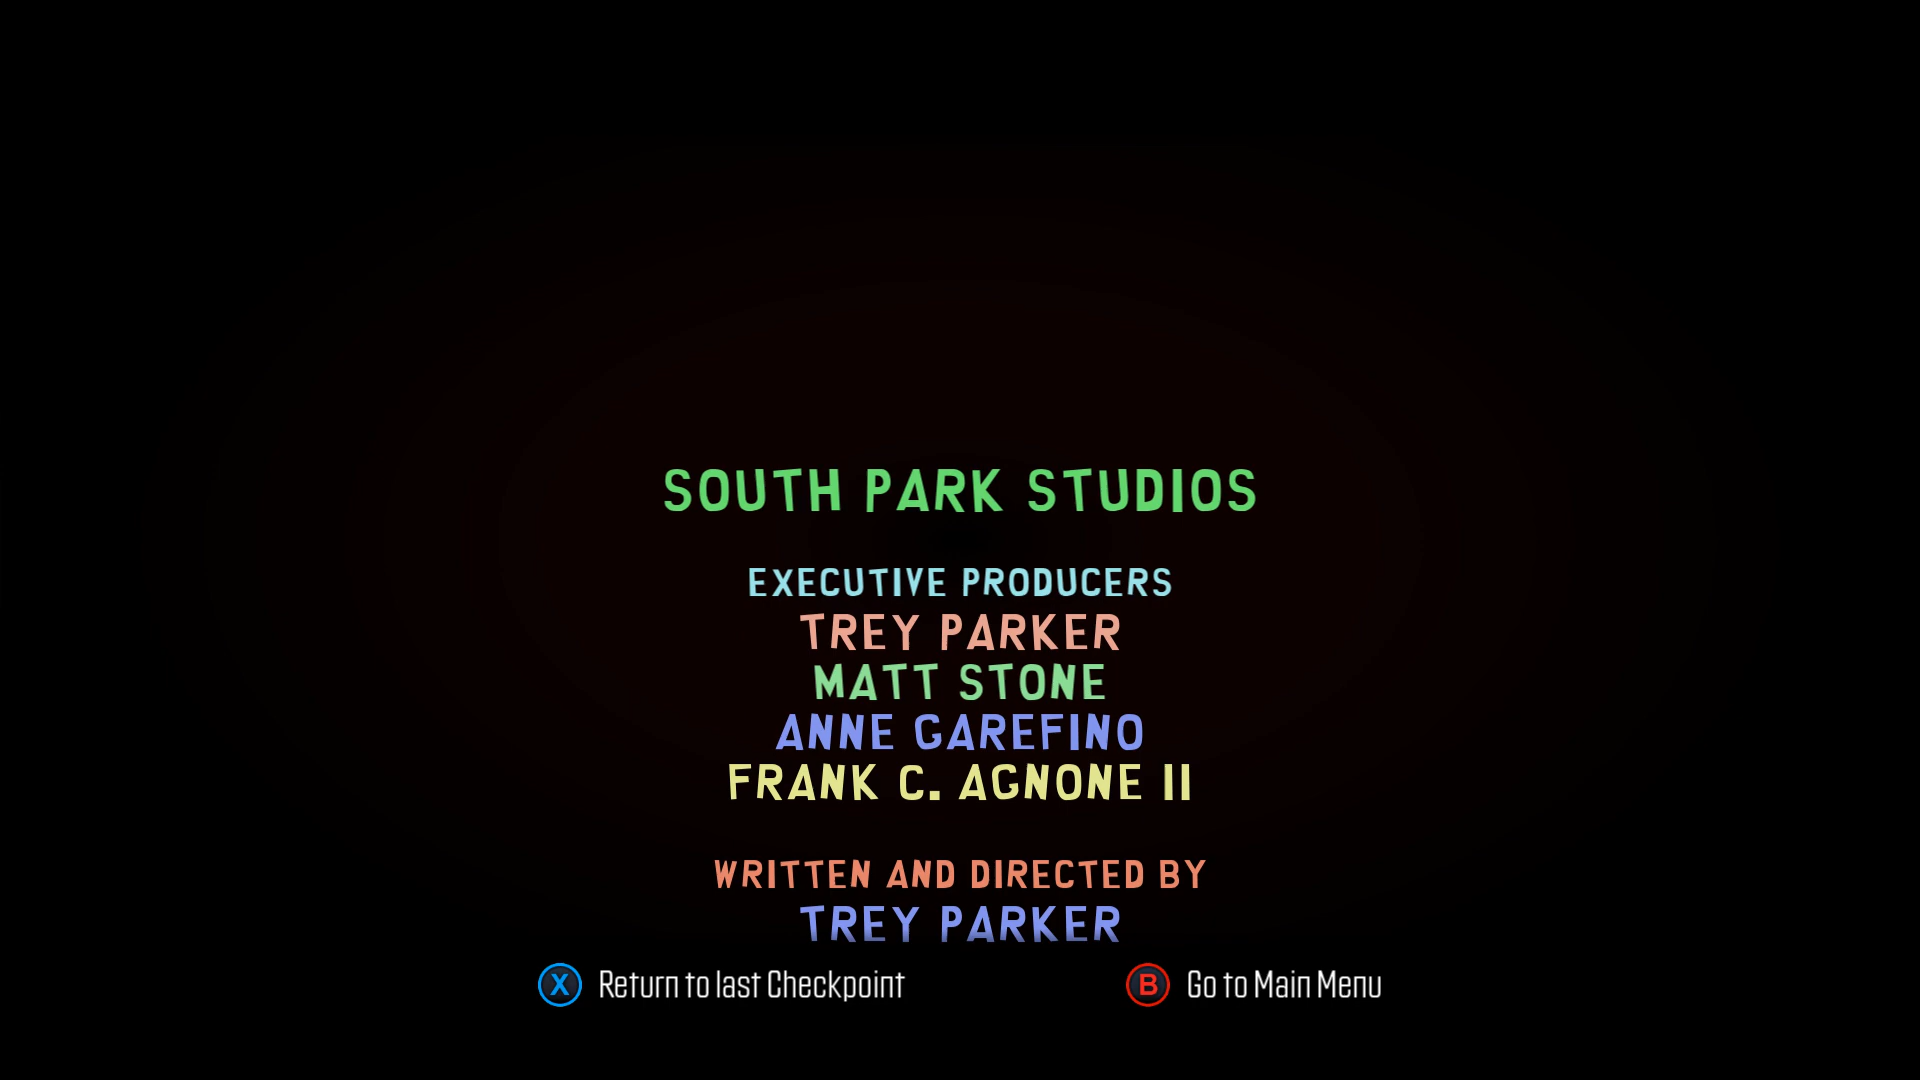 SOUTH PARK STUDIOS
EXECUTIVE PRODUCERS
TREY PARKER
MATT STONE
ANNE GAREFINO
FRANK C. AGNONE II
WRITTEN AND DIRECTED BY
TREY PARKER
X Return to last Checkpoint
B Go to Main Menu